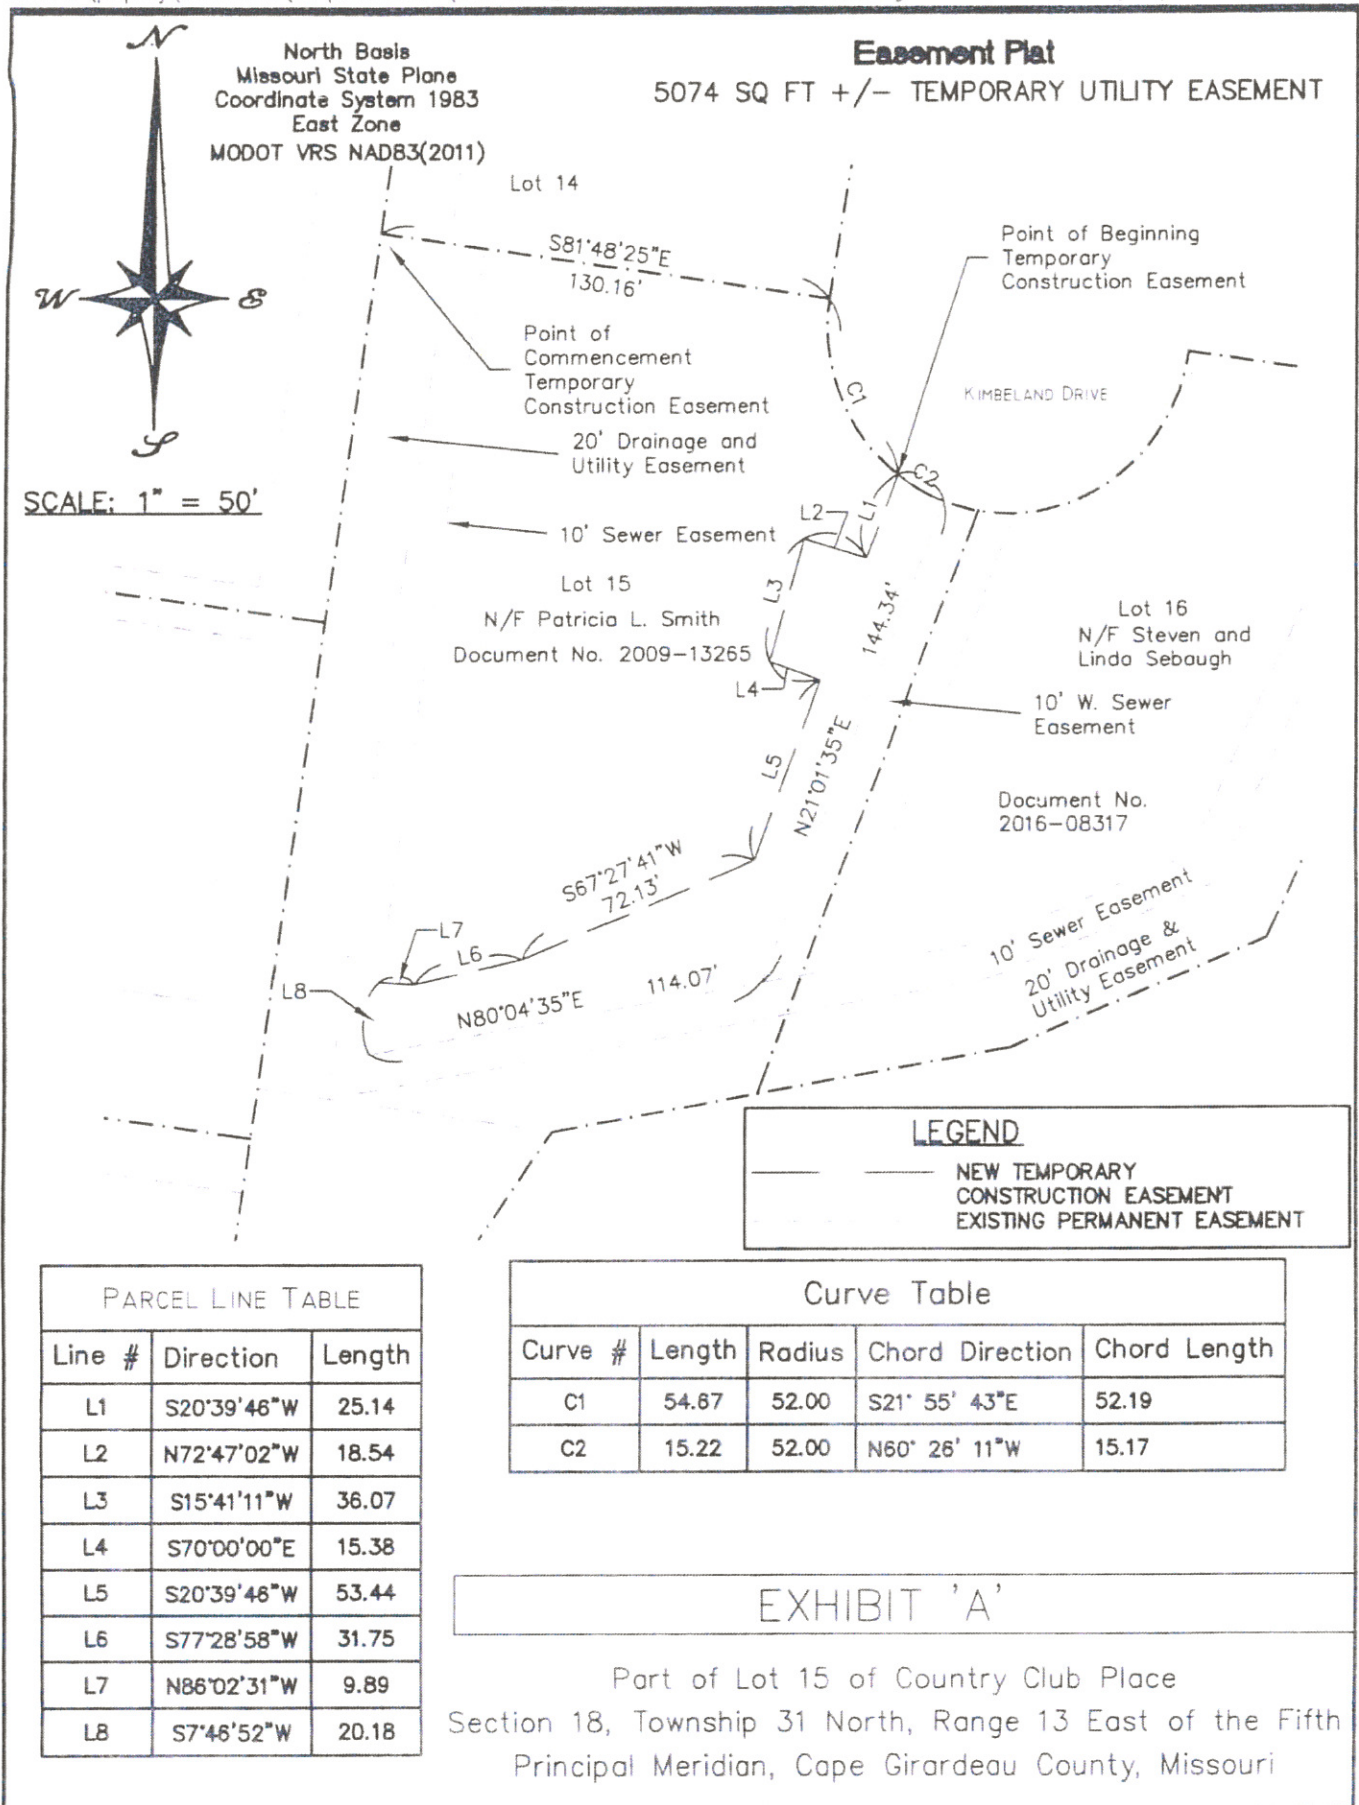 N
North Basis
Missouri State Plane
Coordinate System 1983
East Zone
MODOT VRS NAD83(2011)
W
E
S
SCALE: 1" = 50'
Easement Plat
5074 SQ FT +/- TEMPORARY UTILITY EASEMENT
Lot 14
S81°48'25"E
130.16'
Point of Beginning
Temporary
Construction Easement
Point of
Commencement
Temporary
Construction Easement
C1
KIMBELAND DRIVE
20' Drainage and
Utility Easement
C2
L1
L2
10' Sewer Easement
Lot 15
N/F Patricia L. Smith
Document No. 2009-13265
L3
144.34'
Lot 16
N/F Steven and
Linda Sebaugh
L4
10' W. Sewer
Easement
L5
N21°01'35"E
Document No.
2016-08317
S67°27'41"W
72.13'
10' Sewer Easement
20' Drainage &
Utility Easement
L7
L6
L8
N80°04'35"E
114.07'
LEGEND
NEW TEMPORARY
CONSTRUCTION EASEMENT
EXISTING PERMANENT EASEMENT
PARCEL LINE TABLE
Line # Direction Length
L1 S20°39'46"W 25.14
L2 N72°47'02"W 18.54
L3 S15°41'11"W 36.07
L4 S70°00'00"E 15.38
L5 S20°39'46"W 53.44
L6 S77°28'58"W 31.75
L7 N86°02'31"W 9.89
L8 S7°46'52"W 20.18
Curve Table
Curve # Length Radius Chord Direction Chord Length
C1 54.67 52.00 S21° 55' 43"E 52.19
C2 15.22 52.00 N60° 26' 11"W 15.17
EXHIBIT 'A'
Part of Lot 15 of Country Club Place
Section 18, Township 31 North, Range 13 East of the Fifth
Principal Meridian, Cape Girardeau County, Missouri